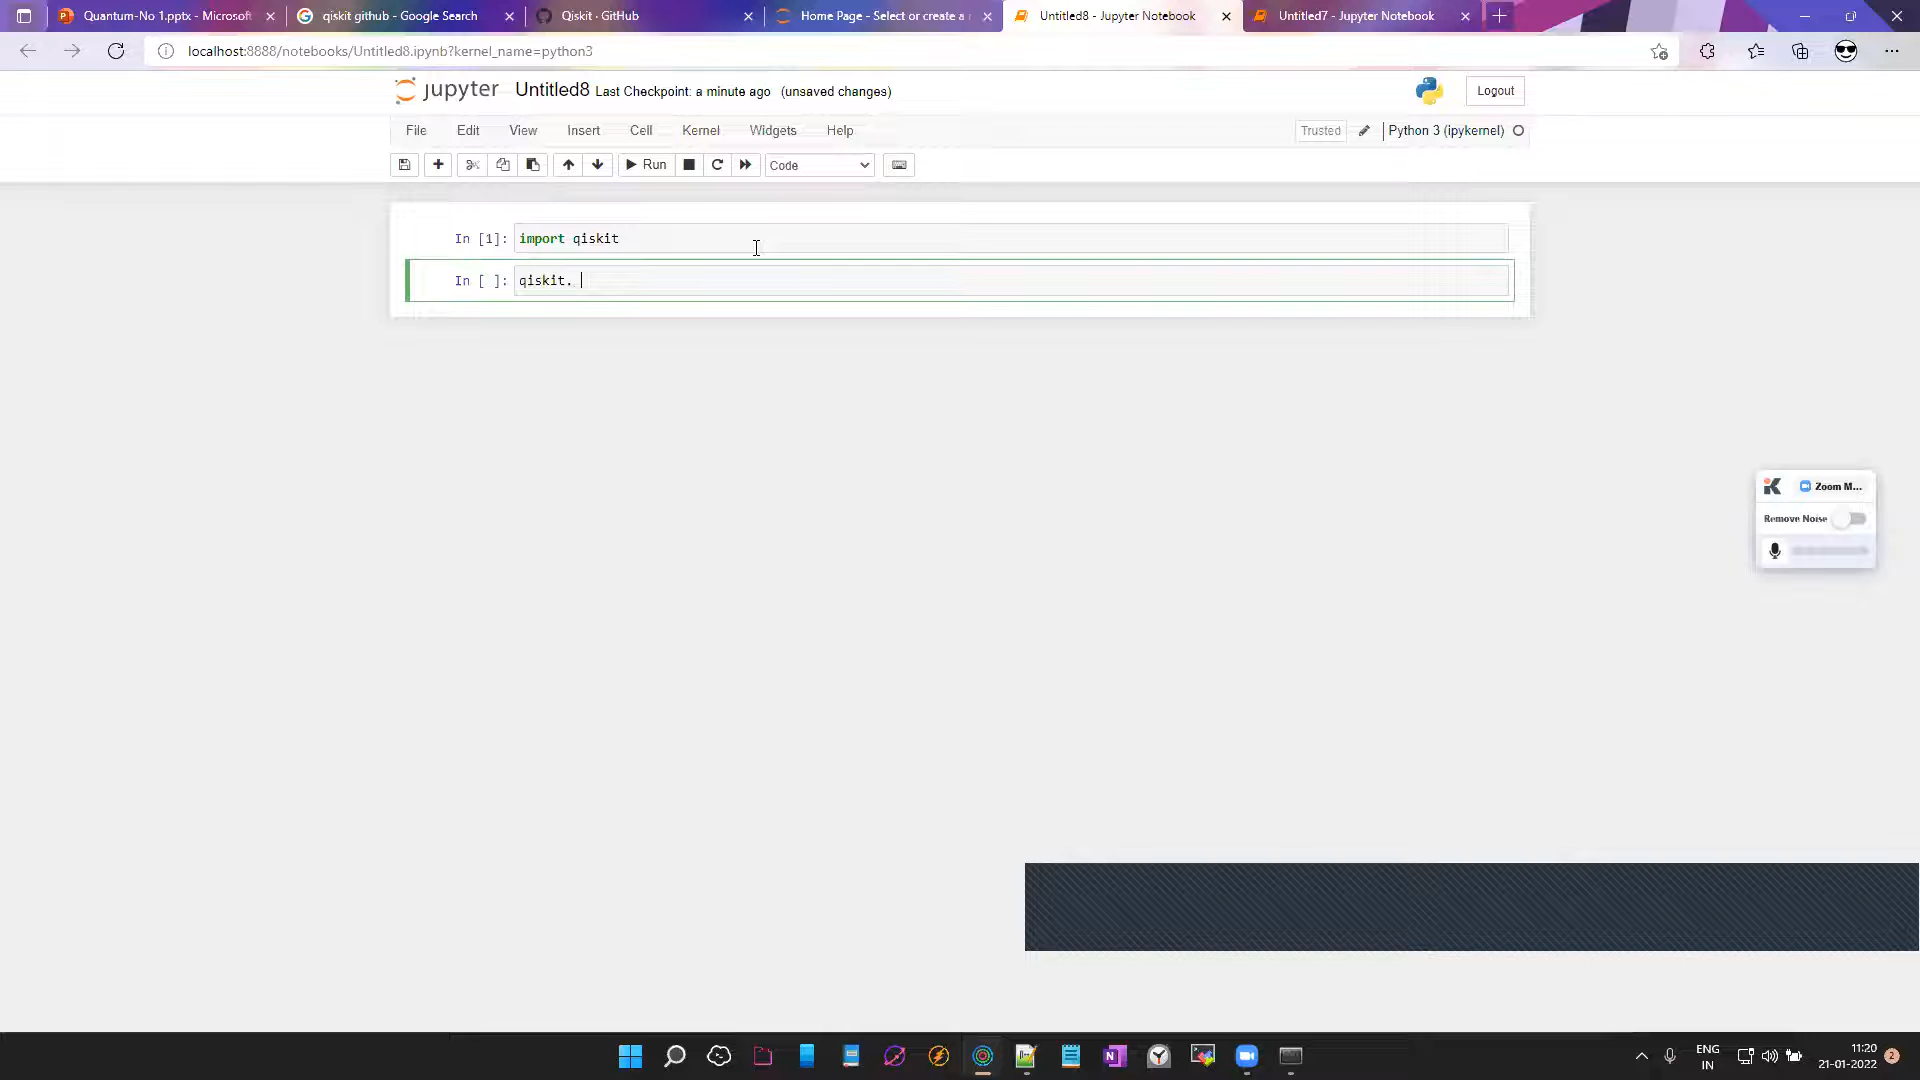 Quantum-No 1.pptx - Microsoft
qiskit github - Google Search
Qiskit · GitHub
Home Page - Select or create a
Untitled8 - Jupyter Notebook
Untitled7 - Jupyter Notebook
localhost:8888/notebooks/Untitled8.ipynb?kernel_name=python3
jupyter Untitled8 Last Checkpoint: a minute ago (unsaved changes)
Logout
File Edit View Insert Cell Kernel Widgets Help
Trusted
Python 3 (ipykernel)
Run
Code
In [1]: import qiskit
In [ ]: qiskit.
Zoom M...
Remove Noise
ENG
IN
11:20
21-01-2022
2